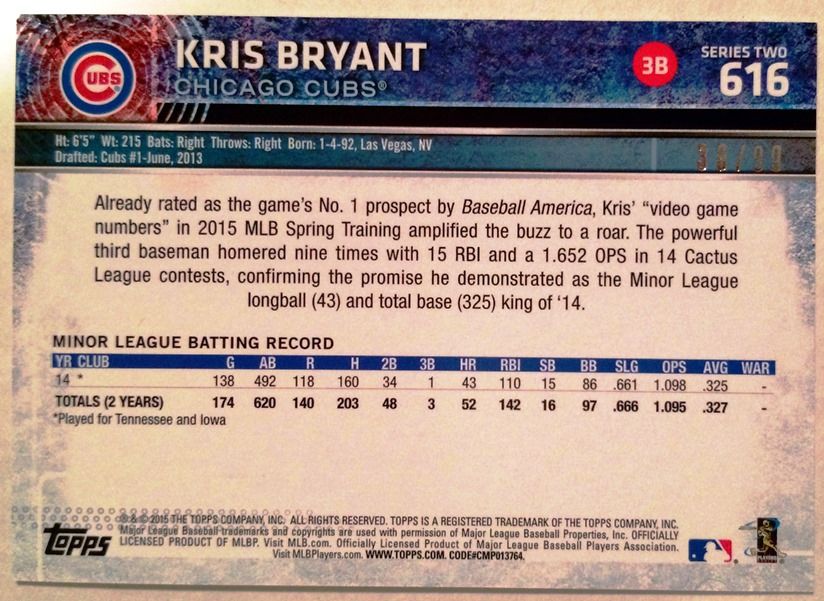 CUBS
KRIS BRYANT
CHICAGO CUBS®
3B
SERIES TWO
616
Ht: 6'5" Wt: 215 Bats: Right Throws: Right Born: 1-4-92, Las Vegas, NV
Drafted: Cubs #1-June, 2013
Already rated as the game's No. 1 prospect by Baseball America, Kris' "video game
numbers" in 2015 MLB Spring Training amplified the buzz to a roar. The powerful
third baseman homered nine times with 15 RBI and a 1.652 OPS in 14 Cactus
League contests, confirming the promise he demonstrated as the Minor League
longball (43) and total base (325) king of '14.
MINOR LEAGUE BATTING RECORD
YR CLUB G AB R H 2B 3B HR RBI SB BB SLG OPS AVG WAR
14 * 138 492 118 160 34 1 43 110 15 86 .661 1.098 .325 -
TOTALS (2 YEARS) 174 620 140 203 48 3 52 142 16 97 .666 1.095 .327 -
*Played for Tennessee and Iowa
topps
® & © 2015 THE TOPPS COMPANY, INC. ALL RIGHTS RESERVED. TOPPS IS A REGISTERED TRADEMARK OF THE TOPPS COMPANY, INC.
Major League Baseball trademarks and copyrights are used with permission of Major League Baseball Properties, Inc. OFFICIALLY
LICENSED PRODUCT OF MLBP. Visit MLB.com. Officially Licensed Product of Major League Baseball Players Association.
Visit MLBPlayers.com. WWW.TOPPS.COM. CODE#CMP013764.